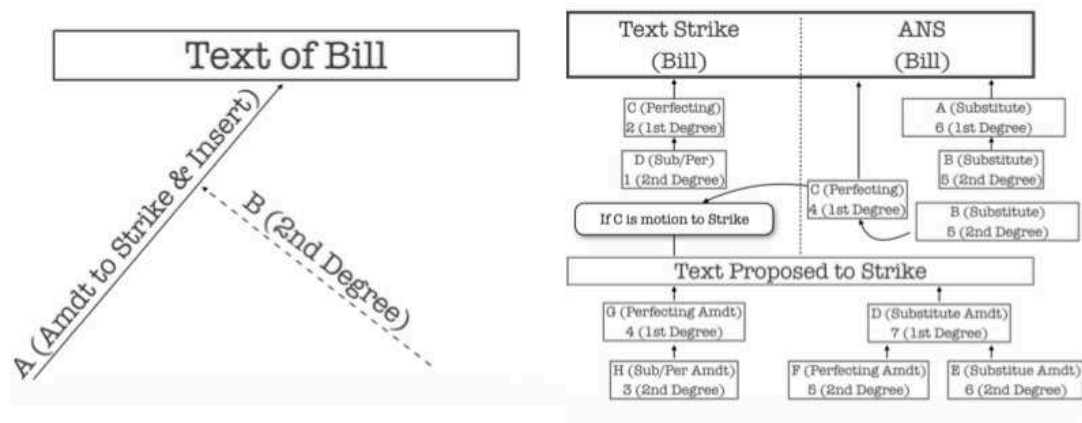 Text of Bill
A (Amdt to Strike & Insert)
B (2nd Degree)
Text Strike
(Bill)
ANS
(Bill)
C (Perfecting)
2 (1st Degree)
A (Substitute)
6 (1st Degree)
D (Sub/Per)
1 (2nd Degree)
B (Substitute)
5 (2nd Degree)
C (Perfecting)
4 (1st Degree)
If C is motion to Strike
B (Substitute)
5 (2nd Degree)
Text Proposed to Strike
G (Perfecting Amdt)
4 (1st Degree)
D (Substitute Amdt)
7 (1st Degree)
H (Sub/Per Amdt)
3 (2nd Degree)
F (Perfecting Amdt)
5 (2nd Degree)
E (Substitue Amdt)
6 (2nd Degree)